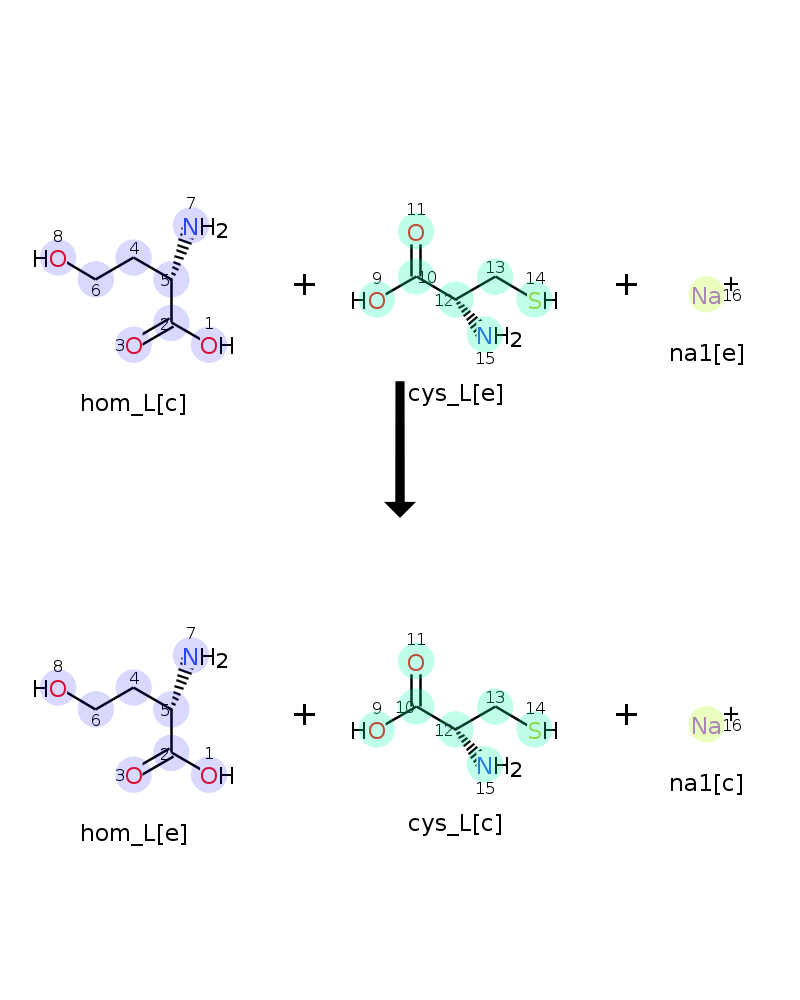 7
8 4 NH2
HO 5
6
2 1
3O OH
hom_L[c]
+
11
O
9 10 13 14
HO 12 SH
NH2
15
cys_L[e]
+
Na+
16
na1[e]
7
8 4 NH2
HO 5
6
2 1
3O OH
hom_L[e]
+
11
O
9 10 13 14
HO 12 SH
NH2
15
cys_L[c]
+
Na+
16
na1[c]